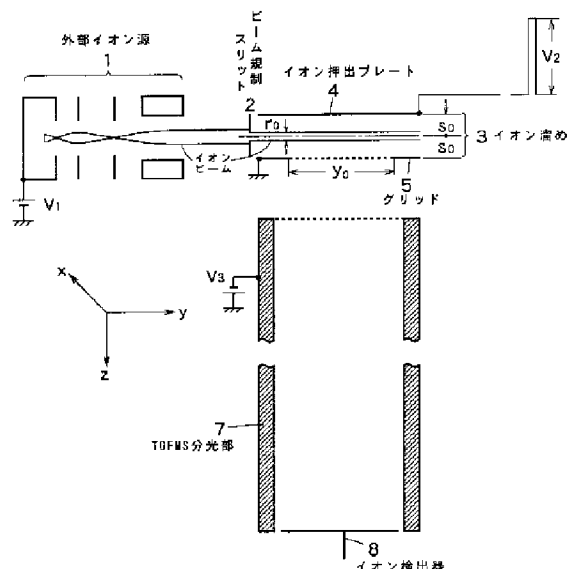 外部イオン源
1
ビーム規制
スリット
2
イオン押出プレート
4
V2
r0
S0
S0
3 イオン溜め
イオン
ビーム
y0
5
グリッド
V1
V3
x
y
z
7
TOFMS分光部
8
イオン検出器